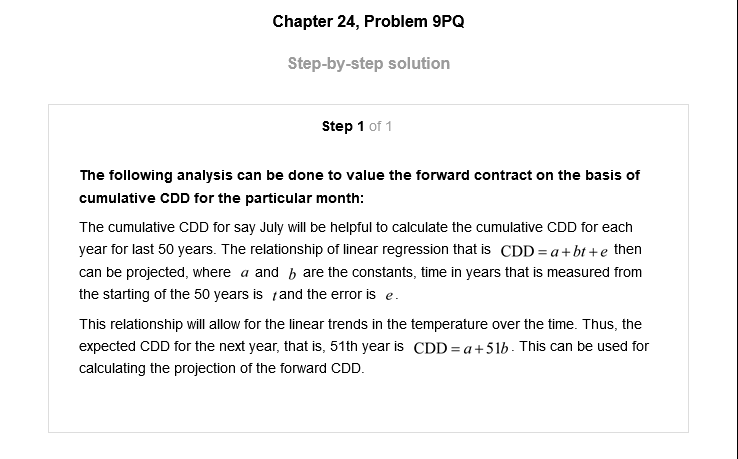 Chapter 24, Problem 9PQ
Step-by-step solution
Step 1 of 1
The following analysis can be done to value the forward contract on the basis of
cumulative CDD for the particular month:
The cumulative CDD for say July will be helpful to calculate the cumulative CDD for each
year for last 50 years. The relationship of linear regression that is CDD = a + bt + e then
can be projected, where a and b are the constants, time in years that is measured from
the starting of the 50 years is t and the error is e.
This relationship will allow for the linear trends in the temperature over the time. Thus, the
expected CDD for the next year, that is, 51th year is CDD = a + 51b. This can be used for
calculating the projection of the forward CDD.